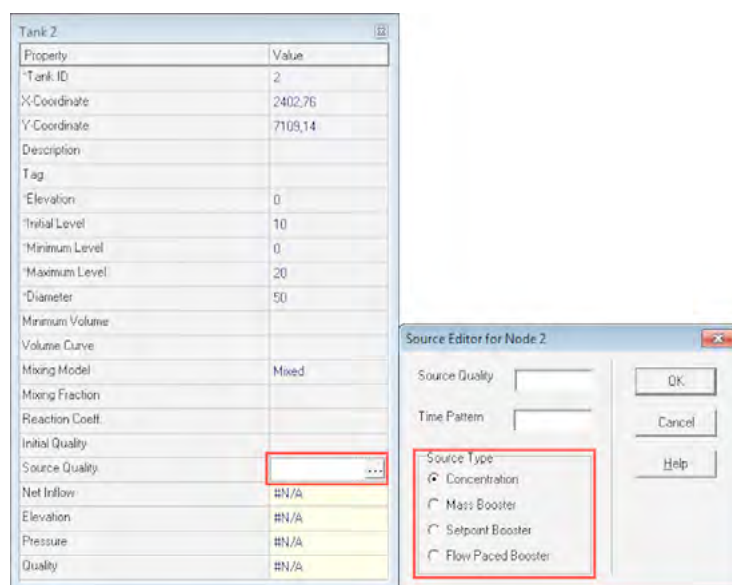 Tank 2
Property Value
*Tank ID 2
X-Coordinate 2402,76
Y-Coordinate 7109,14
Description
Tag
*Elevation 0
*Initial Level 10
*Minimum Level 0
*Maximum Level 20
*Diameter 50
Minimum Volume
Volume Curve
Mixing Model Mixed
Mixing Fraction
Reaction Coeff.
Initial Quality
Source Quality ...
Net Inflow #N/A
Elevation #N/A
Pressure #N/A
Quality #N/A
Source Editor for Node 2
Source Quality OK
Time Pattern Cancel
Source Type Help
Concentration
Mass Booster
Setpoint Booster
Flow Paced Booster